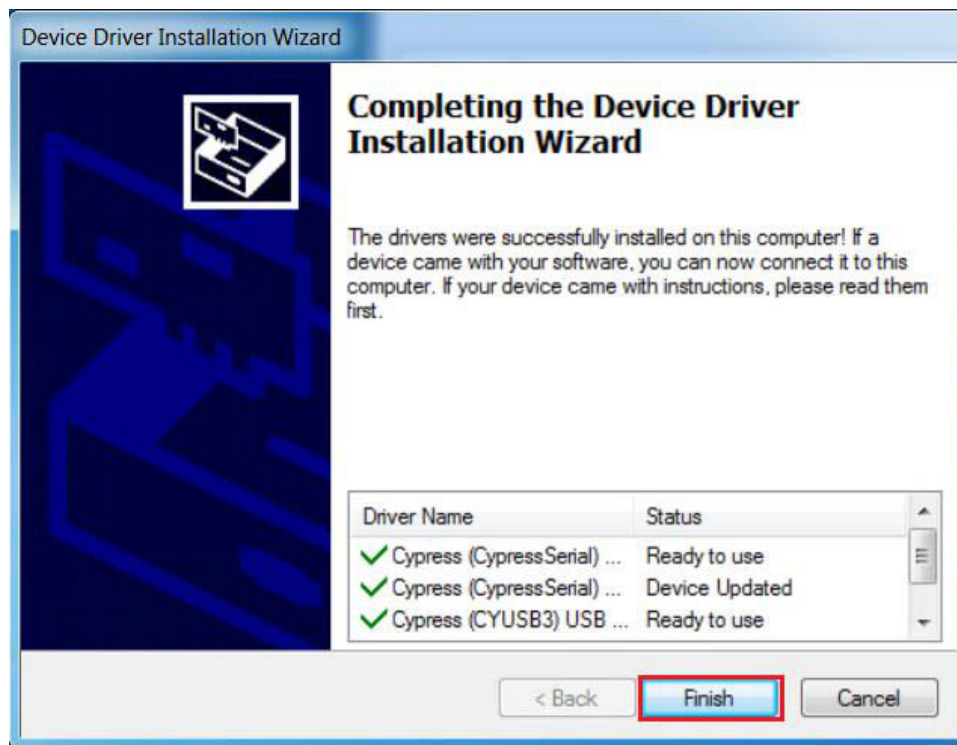 Device Driver Installation Wizard
Completing the Device Driver
Installation Wizard
The drivers were successfully installed on this computer! If a
device came with your software, you can now connect it to this
computer. If your device came with instructions, please read them
first.
Driver Name Status
Cypress (CypressSerial) ... Ready to use
Cypress (CypressSerial) ... Device Updated
Cypress (CYUSB3) USB ... Ready to use
< Back Finish Cancel